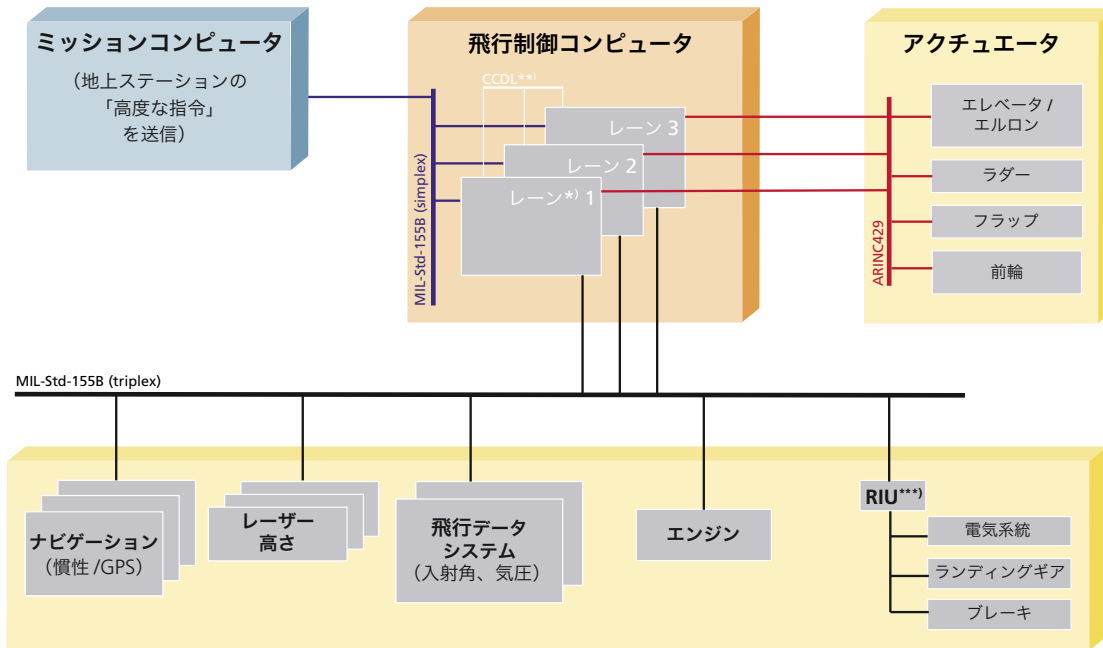 ミッションコンピュータ
(地上ステーションの
「高度な指令」
を送信)
飛行制御コンピュータ
CCDL**)
レーン 3
レーン 2
レーン*) 1
MIL-Std-155B (simplex)
アクチュエータ
エレベータ /
エルロン
ラダー
フラップ
前輪
ARINC429
MIL-Std-155B (triplex)
ナビゲーション
(慣性 /GPS)
レーザー
高さ
飛行データ
システム
(入射角、気圧)
エンジン
RIU***)
電気系統
ランディングギア
ブレーキ